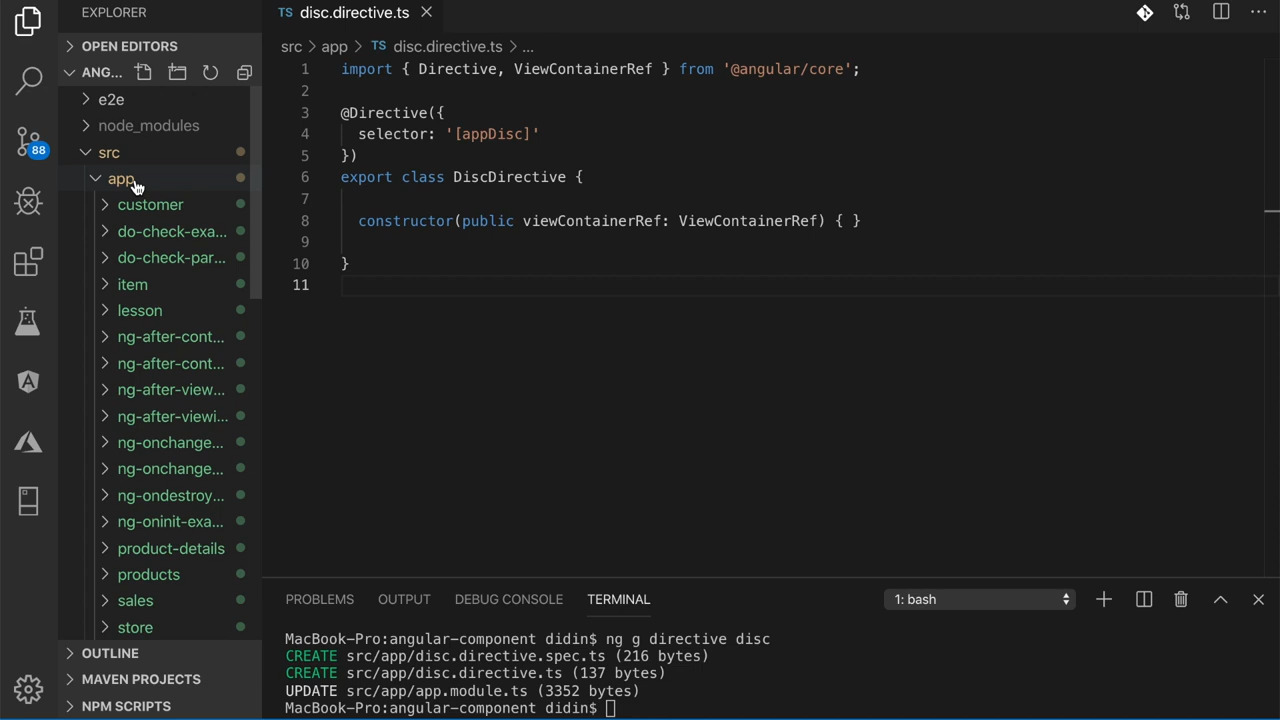 EXPLORER
OPEN EDITORS
ANG...
e2e
node_modules
src
app
customer
do-check-exa...
do-check-par...
item
lesson
ng-after-cont...
ng-after-cont...
ng-after-view...
ng-after-viewi...
ng-onchange...
ng-onchange...
ng-ondestroy...
ng-oninit-exa...
product-details
products
sales
store
OUTLINE
MAVEN PROJECTS
NPM SCRIPTS
88
TS disc.directive.ts
src > app > TS disc.directive.ts > ...
1 import { Directive, ViewContainerRef } from '@angular/core';
2
3 @Directive({
4 selector: '[appDisc]'
5 })
6 export class DiscDirective {
7
8 constructor(public viewContainerRef: ViewContainerRef) { }
9
10 }
11
PROBLEMS OUTPUT DEBUG CONSOLE TERMINAL 1: bash
MacBook-Pro:angular-component didin$ ng g directive disc
CREATE src/app/disc.directive.spec.ts (216 bytes)
CREATE src/app/disc.directive.ts (137 bytes)
UPDATE src/app/app.module.ts (3352 bytes)
MacBook-Pro:angular-component didin$